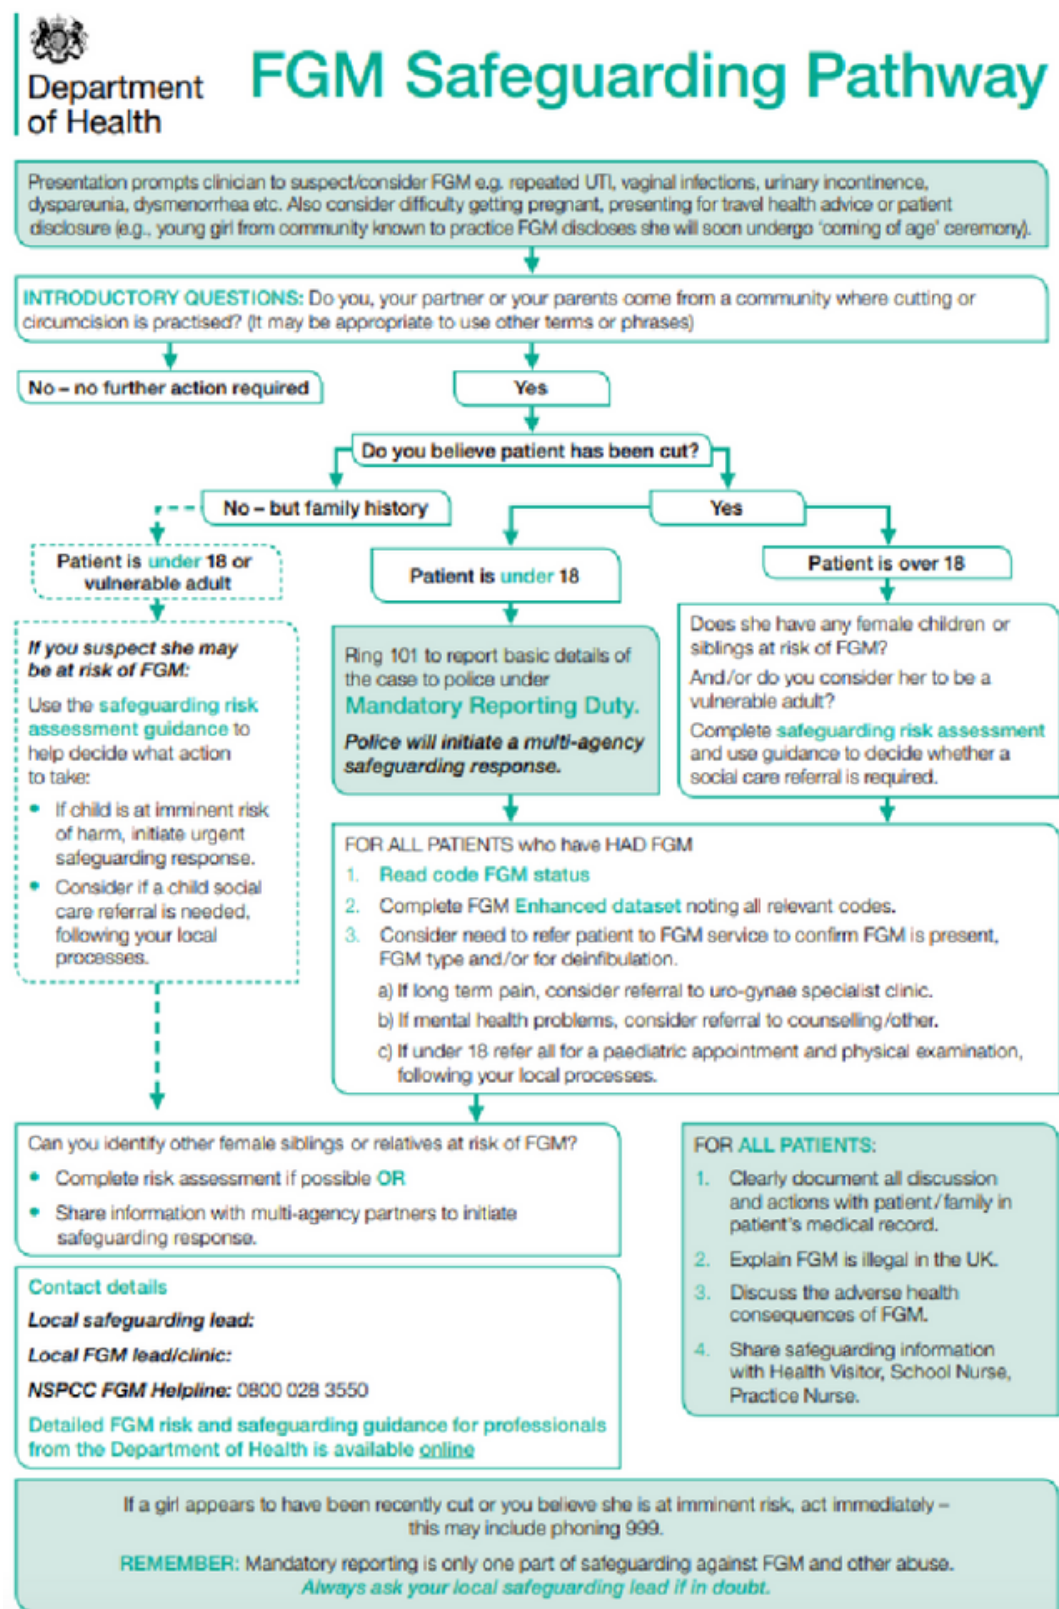 Department
of Health
FGM Safeguarding Pathway
Presentation prompts clinician to suspect/consider FGM e.g. repeated UTI, vaginal infections, urinary incontinence,
dyspareunia, dysmenorrhea etc. Also consider difficulty getting pregnant, presenting for travel health advice or patient
disclosure (e.g., young girl from community known to practice FGM discloses she will soon undergo 'coming of age' ceremony).
INTRODUCTORY QUESTIONS: Do you, your partner or your parents come from a community where cutting or
circumcision is practised? (It may be appropriate to use other terms or phrases)
No – no further action required
Yes
Do you believe patient has been cut?
No – but family history
Yes
Patient is under 18 or
vulnerable adult
Patient is under 18
Patient is over 18
If you suspect she may
be at risk of FGM:
Use the safeguarding risk
assessment guidance to
help decide what action
to take:
• If child is at imminent risk
of harm, initiate urgent
safeguarding response.
• Consider if a child social
care referral is needed,
following your local
processes.
Ring 101 to report basic details of
the case to police under
Mandatory Reporting Duty.
Police will initiate a multi-agency
safeguarding response.
Does she have any female children or
siblings at risk of FGM?
And/or do you consider her to be a
vulnerable adult?
Complete safeguarding risk assessment
and use guidance to decide whether a
social care referral is required.
FOR ALL PATIENTS who have HAD FGM
1. Read code FGM status
2. Complete FGM Enhanced dataset noting all relevant codes.
3. Consider need to refer patient to FGM service to confirm FGM is present,
FGM type and/or for deinfibulation.
a) If long term pain, consider referral to uro-gynae specialist clinic.
b) If mental health problems, consider referral to counselling/other.
c) If under 18 refer all for a paediatric appointment and physical examination,
following your local processes.
Can you identify other female siblings or relatives at risk of FGM?
• Complete risk assessment if possible OR
• Share information with multi-agency partners to initiate
safeguarding response.
Contact details
Local safeguarding lead:
Local FGM lead/clinic:
NSPCC FGM Helpline: 0800 028 3550
Detailed FGM risk and safeguarding guidance for professionals
from the Department of Health is available online
FOR ALL PATIENTS:
1. Clearly document all discussion
and actions with patient/family in
patient's medical record.
2. Explain FGM is illegal in the UK.
3. Discuss the adverse health
consequences of FGM.
4. Share safeguarding information
with Health Visitor, School Nurse,
Practice Nurse.
If a girl appears to have been recently cut or you believe she is at imminent risk, act immediately –
this may include phoning 999.
REMEMBER: Mandatory reporting is only one part of safeguarding against FGM and other abuse.
Always ask your local safeguarding lead if in doubt.